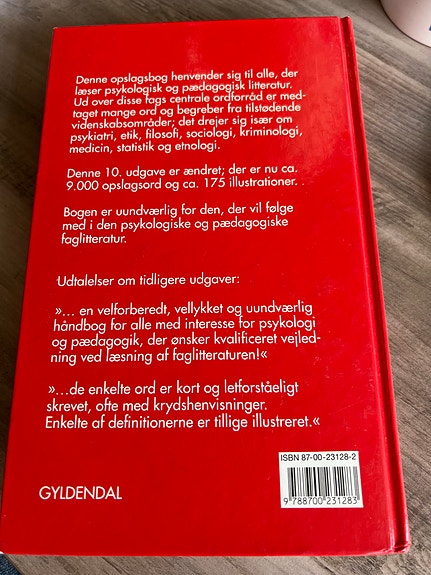 Denne opslagsbog henvender sig til alle, der
læser psykologisk og pædagogisk litteratur.
Ud over disse fags centrale ordforråd er med-
taget mange ord og begreber fra tilstødende
videnskabsområder; det drejer sig især om
psykiatri, etik, filosofi, sociologi, kriminologi,
medicin, statistik og etnologi.
Denne 10. udgave er ændret; der er nu ca.
9.000 opslagsord og ca. 175 illustrationer.
Bogen er uundværlig for den, der vil følge
med i den psykologiske og pædagogiske
faglitteratur.
Udtalelser om tidligere udgaver:
»... en velforberedt, vellykket og uundværlig
håndbog for alle med interesse for psykologi
og pædagogik, der ønsker kvalificeret vejled-
ning ved læsning af faglitteraturen!«
»...de enkelte ord er kort og letforståeligt
skrevet, ofte med krydshenvisninger.
Enkelte af definitionerne er tillige illustreret.«
ISBN 87-00-23128-2
9 788700 231283
GYLDENDAL